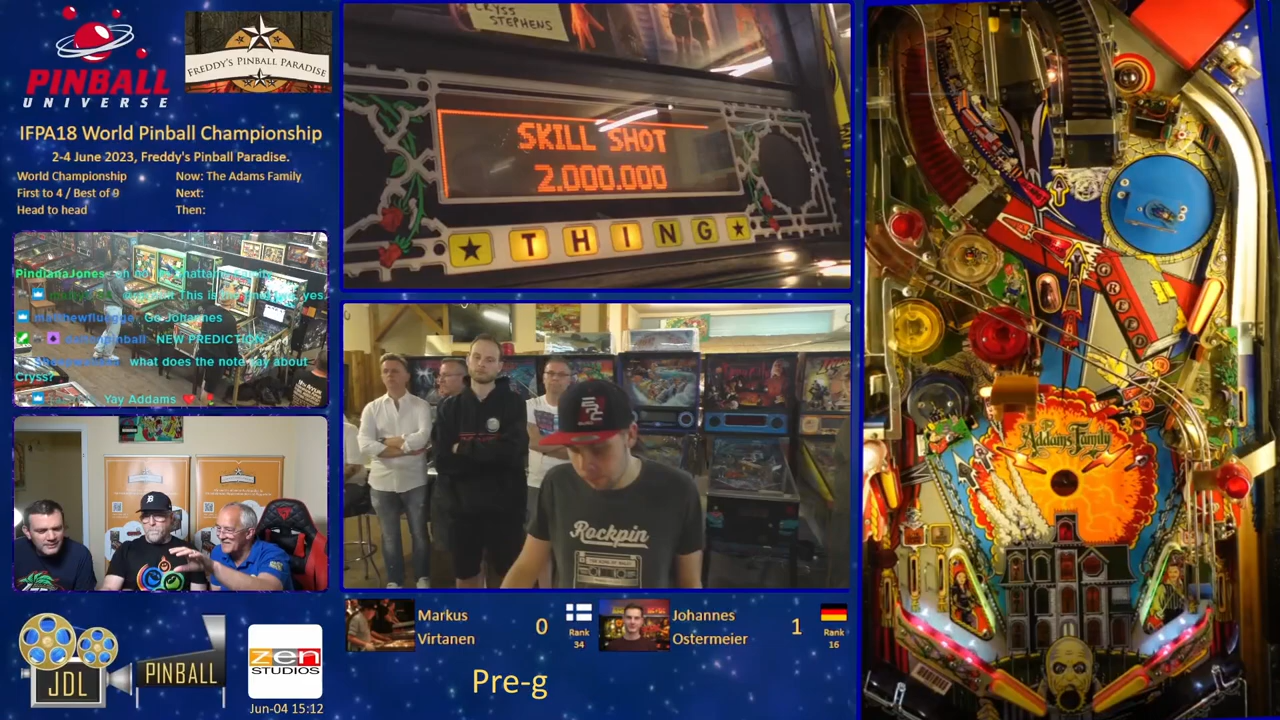 PINBALL
UNIVERSE
FREDDY'S PINBALL PARADISE
IFPA18 World Pinball Championship
2-4 June 2023, Freddy's Pinball Paradise.
World Championship
First to 4 / Best of 9
Head to head
Now: The Adams Family
Next:
Then:
PindianaJones
Go Johannes
NEW PREDICTION
what does the note say about
Cryss?
Yay Addams
CRYSS
STEPHENS
SKILL SHOT
2.000.000
THING
Rockpin
GREED
The Addams Family
JDL
PINBALL
zen
STUDIOS
Jun-04 15:12
Markus
Virtanen
0
Rank
34
Johannes
Ostermeier
1
Rank
16
Pre-g